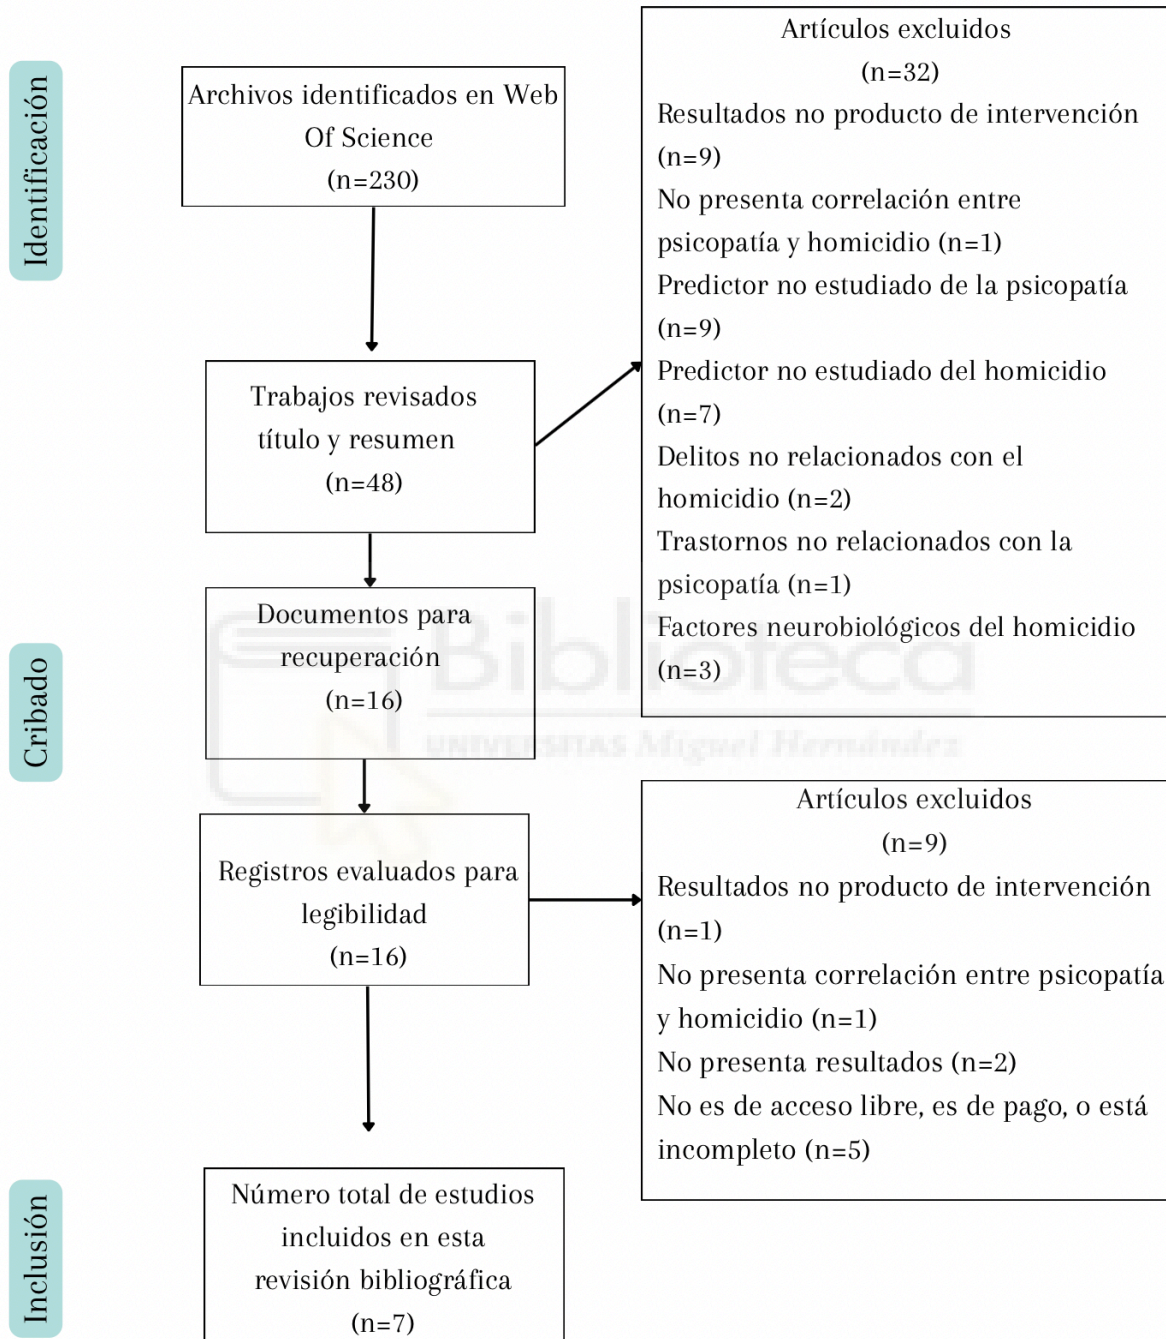 Identificación
Archivos identificados en Web
Of Science
(n=230)
Trabajos revisados
título y resumen
(n=48)
Artículos excluidos
(n=32)
Resultados no producto de intervención
(n=9)
No presenta correlación entre
psicopatía y homicidio (n=1)
Predictor no estudiado de la psicopatía
(n=9)
Predictor no estudiado del homicidio
(n=7)
Delitos no relacionados con el
homicidio (n=2)
Trastornos no relacionados con la
psicopatía (n=1)
Factores neurobiológicos del homicidio
(n=3)
Cribado
Documentos para
recuperación
(n=16)
Biblioteca
UNIVERSITAS Miguel Hernández
Registros evaluados para
legibilidad
(n=16)
Artículos excluidos
(n=9)
Resultados no producto de intervención
(n=1)
No presenta correlación entre psicopatía
y homicidio (n=1)
No presenta resultados (n=2)
No es de acceso libre, es de pago, o está
incompleto (n=5)
Inclusión
Número total de estudios
incluidos en esta
revisión bibliográfica
(n=7)